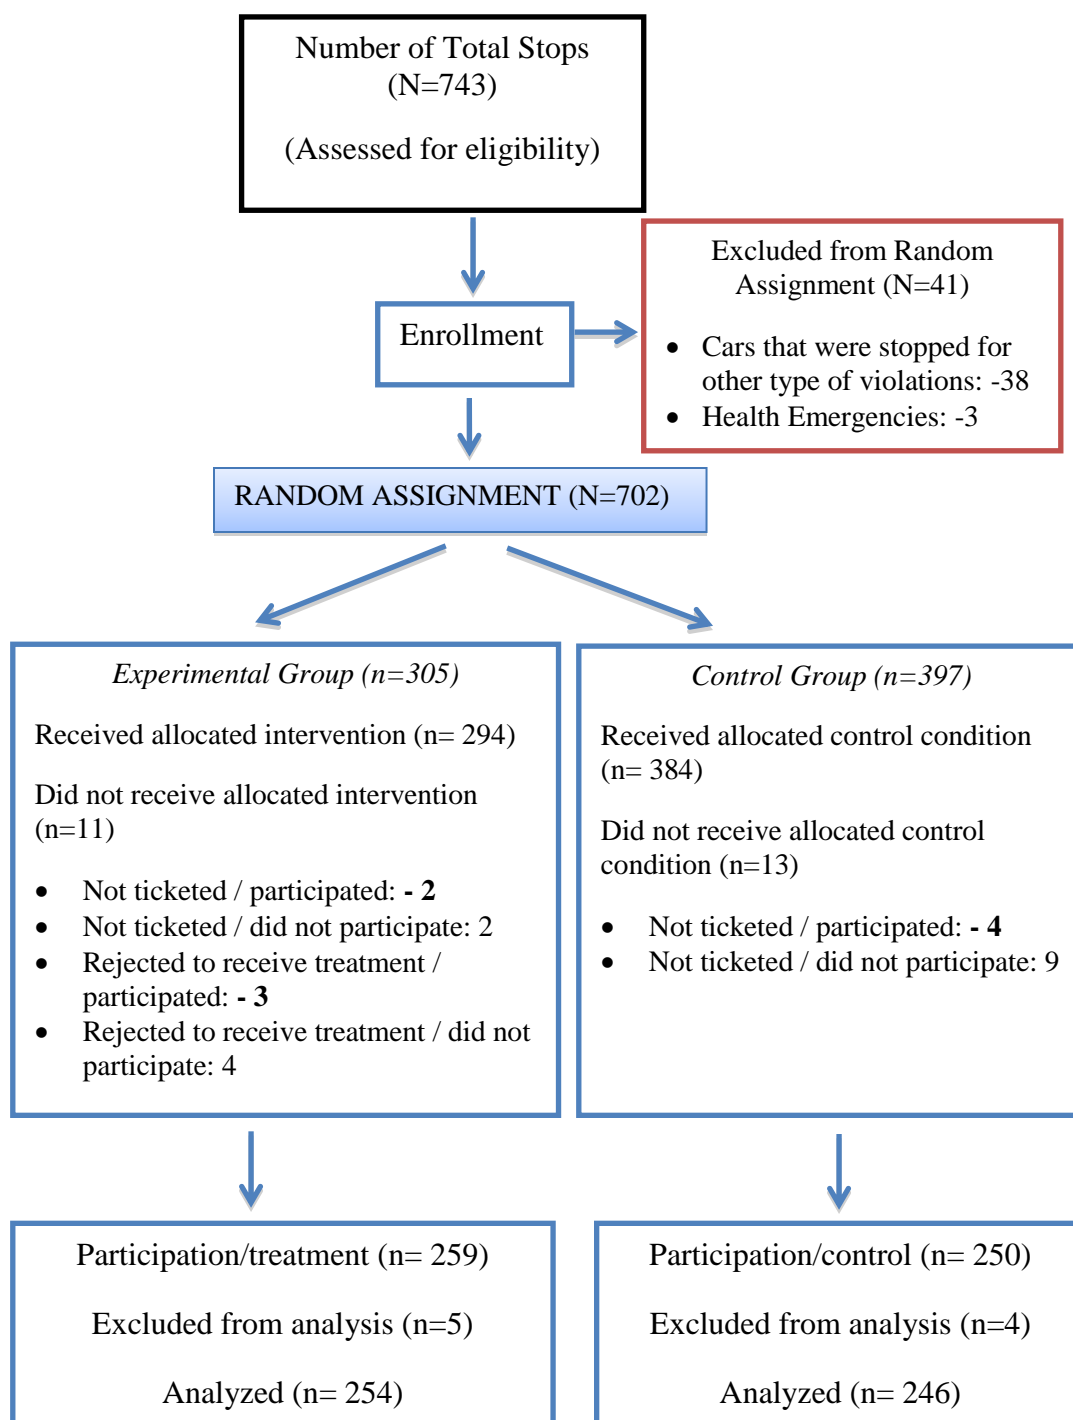 Number of Total Stops
(N=743)
(Assessed for eligibility)
Excluded from Random
Assignment (N=41)
• Cars that were stopped for
other type of violations: -38
• Health Emergencies: -3
Enrollment
RANDOM ASSIGNMENT (N=702)
Experimental Group (n=305)
Received allocated intervention (n= 294)
Did not receive allocated intervention
(n=11)
• Not ticketed / participated: - 2
• Not ticketed / did not participate: 2
• Rejected to receive treatment /
participated: - 3
• Rejected to receive treatment / did not
participate: 4
Control Group (n=397)
Received allocated control condition
(n= 384)
Did not receive allocated control
condition (n=13)
• Not ticketed / participated: - 4
• Not ticketed / did not participate: 9
Participation/treatment (n= 259)
Excluded from analysis (n=5)
Analyzed (n= 254)
Participation/control (n= 250)
Excluded from analysis (n=4)
Analyzed (n= 246)